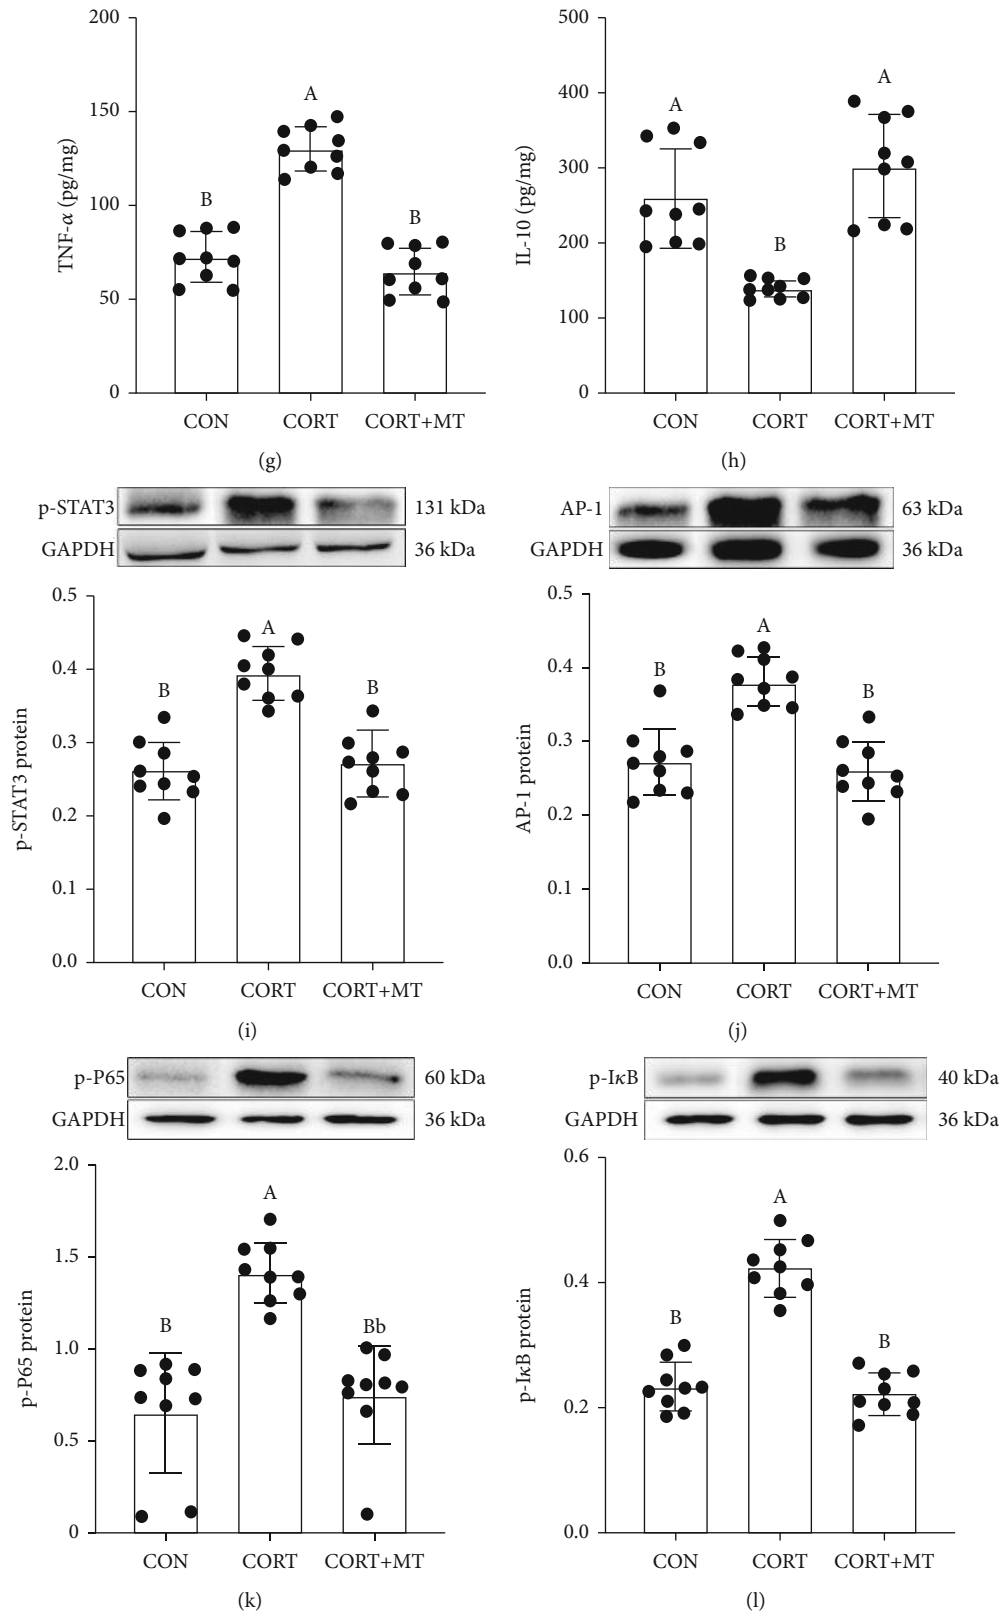 200
150
100
50
0
TNF-α (pg/mg)
B
A
B
CON
CORT
CORT+MT
(g)
500
400
300
200
100
0
IL-10 (pg/mg)
A
B
A
CON
CORT
CORT+MT
(h)
p-STAT3
131 kDa
GAPDH
36 kDa
0.5
0.4
0.3
0.2
0.1
0.0
p-STAT3 protein
B
A
B
CON
CORT
CORT+MT
(i)
AP-1
63 kDa
GAPDH
36 kDa
0.5
0.4
0.3
0.2
0.1
0.0
AP-1 protein
B
A
B
CON
CORT
CORT+MT
(j)
p-P65
60 kDa
GAPDH
36 kDa
2.0
1.5
1.0
0.5
0
p-P65 protein
B
A
Bb
CON
CORT
CORT+MT
(k)
p-IκB
40 kDa
GAPDH
36 kDa
0.6
0.4
0.2
0.0
p-IκB protein
B
A
B
CON
CORT
CORT+MT
(l)